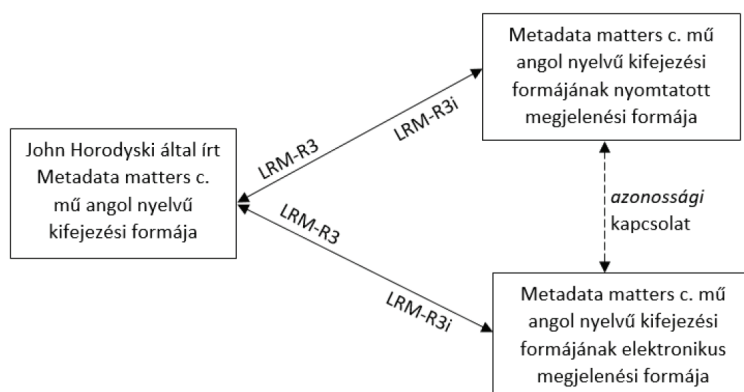 Metadata matters c. mű
angol nyelvű kifejezési
formájának nyomtatott
megjelenési formája
LRM-R3i
LRM-R3
John Horodyski által írt
Metadata matters c.
mű angol nyelvű
kifejezési formája
azonossági
kapcsolat
LRM-R3
LRM-R3i
Metadata matters c. mű
angol nyelvű kifejezési
formájának elektronikus
megjelenési formája